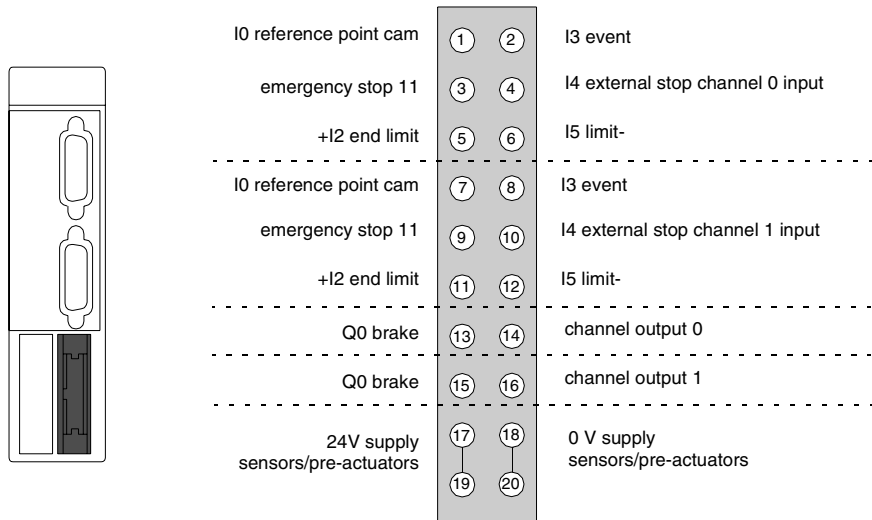 I0 reference point cam 1 2 I3 event
emergency stop 11 3 4 I4 external stop channel 0 input
+I2 end limit 5 6 I5 limit-
I0 reference point cam 7 8 I3 event
emergency stop 11 9 10 I4 external stop channel 1 input
+I2 end limit 11 12 I5 limit-
Q0 brake 13 14 channel output 0
Q0 brake 15 16 channel output 1
24V supply 17 18 0 V supply
sensors/pre-actuators sensors/pre-actuators
19 20